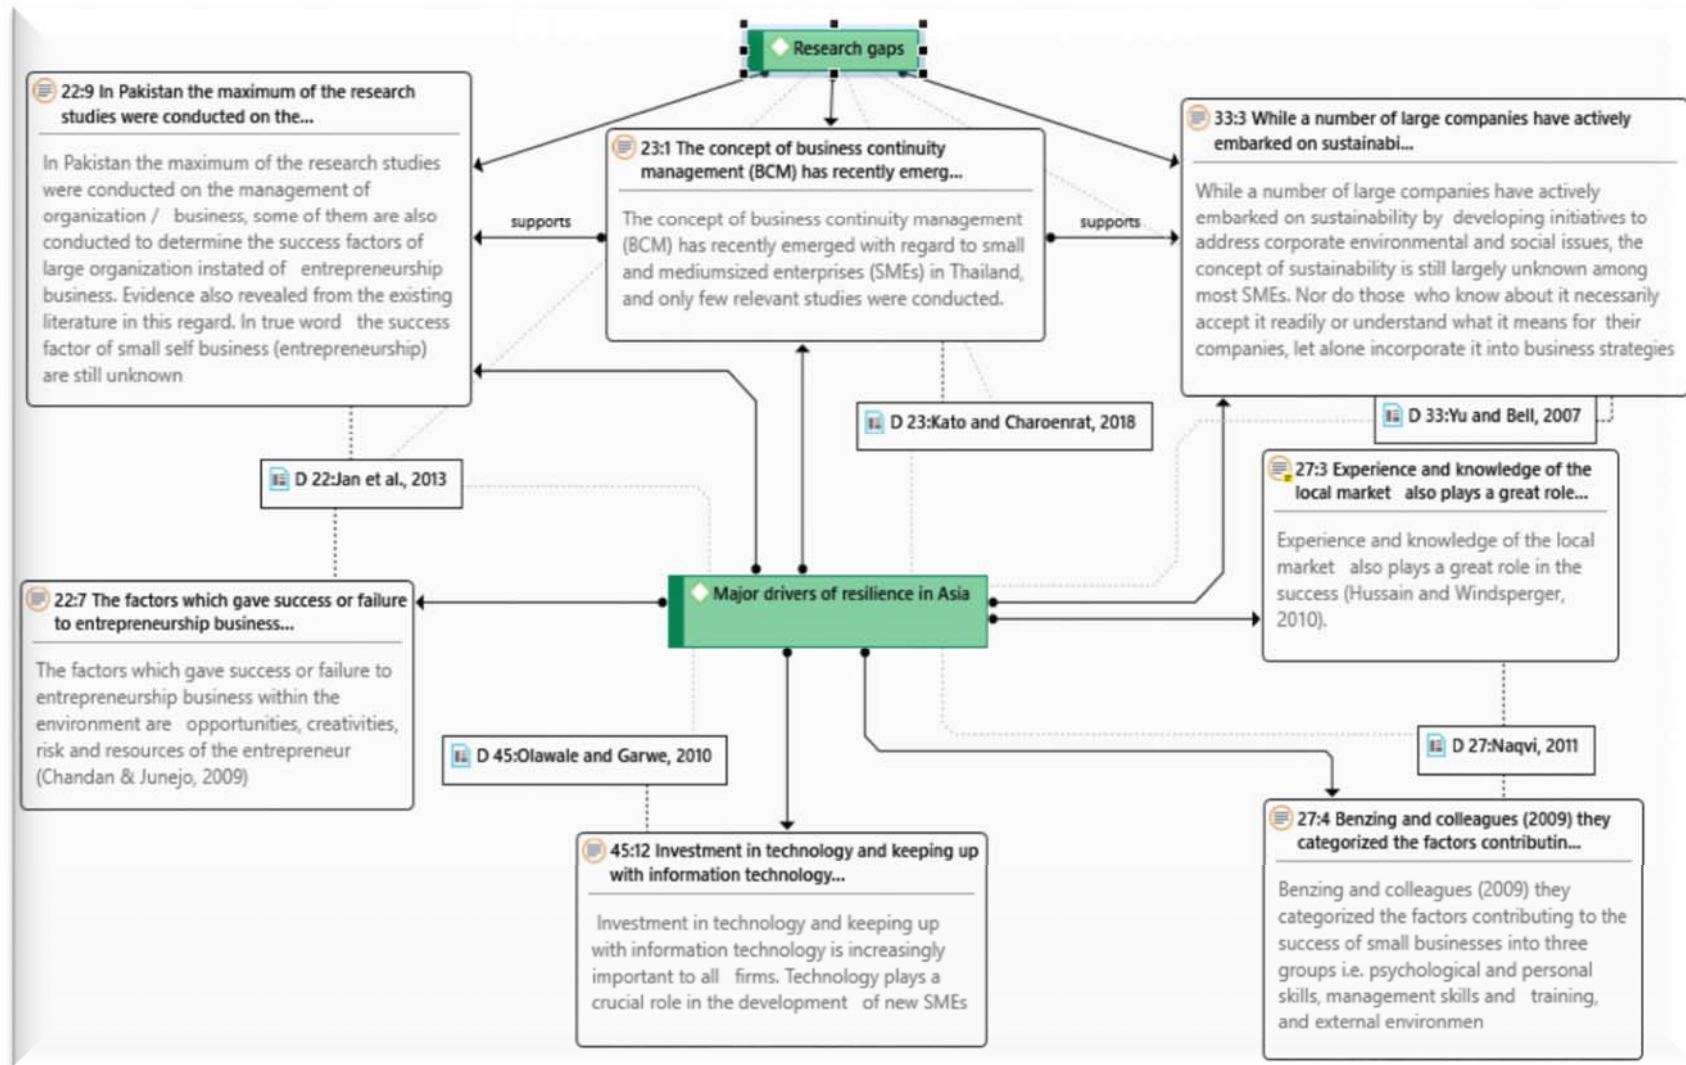 Research gaps
22:9 In Pakistan the maximum of the research
studies were conducted on the...
In Pakistan the maximum of the research studies
were conducted on the management of
organization / business, some of them are also
conducted to determine the success factors of
large organization instated of entrepreneurship
business. Evidence also revealed from the existing
literature in this regard. In true word the success
factor of small self business (entrepreneurship)
are still unknown
supports
23:1 The concept of business continuity
management (BCM) has recently emerg...
The concept of business continuity management
(BCM) has recently emerged with regard to small
and mediumsized enterprises (SMEs) in Thailand,
and only few relevant studies were conducted.
supports
33:3 While a number of large companies have actively
embarked on sustainabi...
While a number of large companies have actively
embarked on sustainability by developing initiatives to
address corporate environmental and social issues, the
concept of sustainability is still largely unknown among
most SMEs. Nor do those who know about it necessarily
accept it readily or understand what it means for their
companies, let alone incorporate it into business strategies
D 23:Kato and Charoenrat, 2018
D 33:Yu and Bell, 2007
D 22:Jan et al., 2013
27:3 Experience and knowledge of the
local market also plays a great role...
Experience and knowledge of the local
market also plays a great role in the
success (Hussain and Windsperger,
2010).
Major drivers of resilience in Asia
22:7 The factors which gave success or failure
to entrepreneurship business...
The factors which gave success or failure to
entrepreneurship business within the
environment are opportunities, creativities,
risk and resources of the entrepreneur
(Chandan & Junejo, 2009)
D 45:Olawale and Garwe, 2010
D 27:Naqvi, 2011
45:12 Investment in technology and keeping up
with information technology...
Investment in technology and keeping up
with information technology is increasingly
important to all firms. Technology plays a
crucial role in the development of new SMEs
27:4 Benzing and colleagues (2009) they
categorized the factors contributin...
Benzing and colleagues (2009) they
categorized the factors contributing to the
success of small businesses into three
groups i.e. psychological and personal
skills, management skills and training,
and external environmen